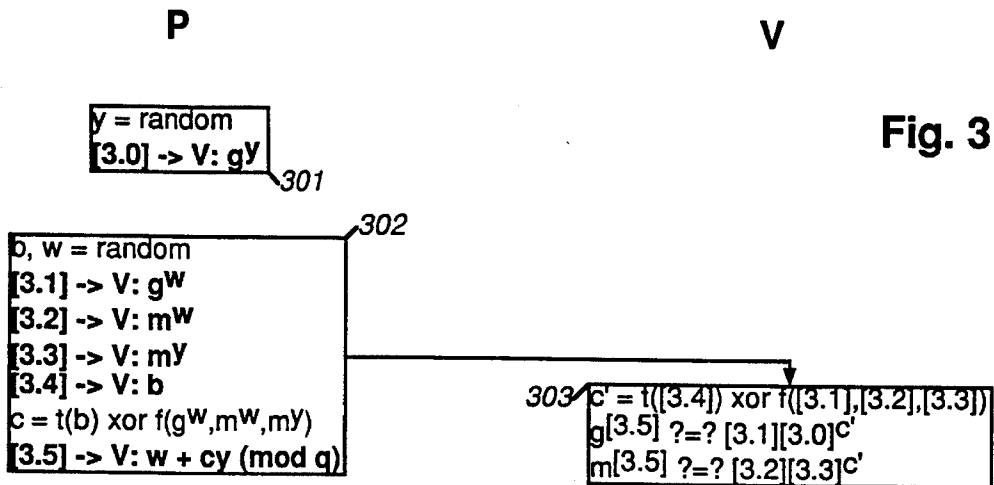 P
V
Fig. 3
y = random
[3.0] -> V: gʸ
301
302
b, w = random
[3.1] -> V: gʷ
[3.2] -> V: mʷ
[3.3] -> V: mʸ
[3.4] -> V: b
c = t(b) xor f(gʷ,mʷ,mʸ)
[3.5] -> V: w + cy (mod q)
303
c' = t([3.4]) xor f([3.1],[3.2],[3.3])
g[3.5] ?=? [3.1][3.0]c'
m[3.5] ?=? [3.2][3.3]c'